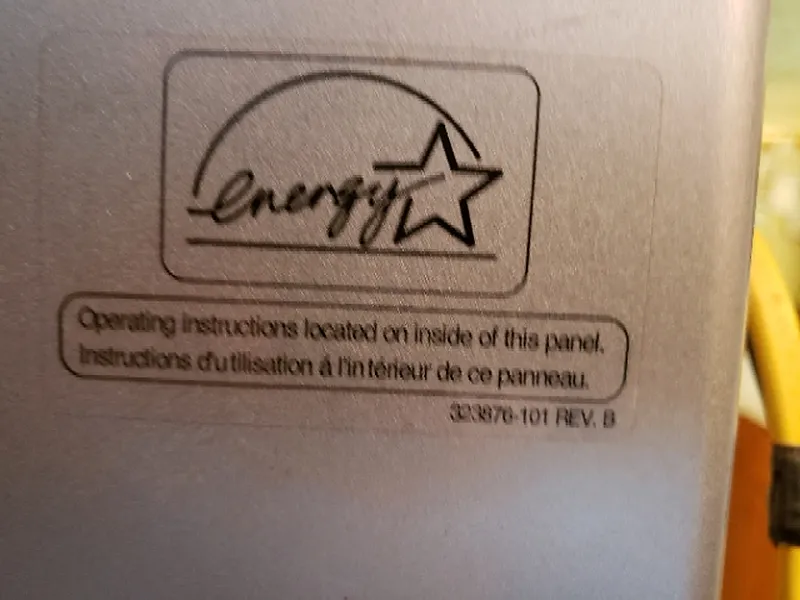 energy
Operating instructions located on inside of this panel.
Instructions d'utilisation á l'intérieur de ce panneau.
323876-101 REV. B